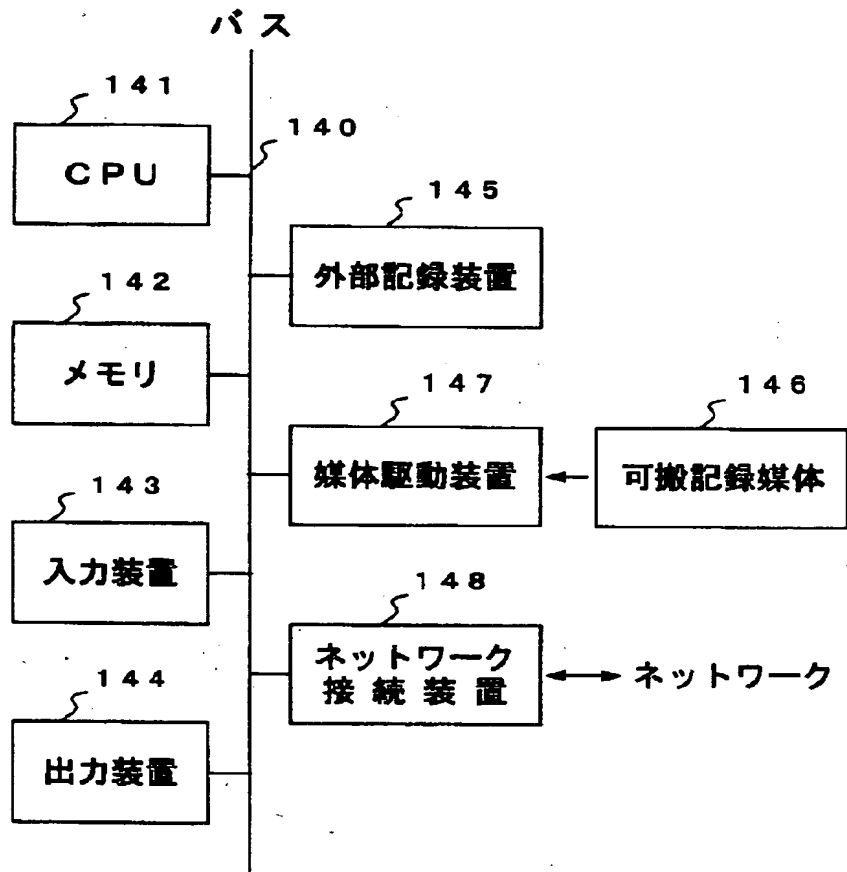 バス
141
140
CPU
145
142
外部記録装置
メモリ
147
146
143
媒体駆動装置
可搬記録媒体
入力装置
148
144
ネットワーク
接続装置
ネットワーク
出力装置